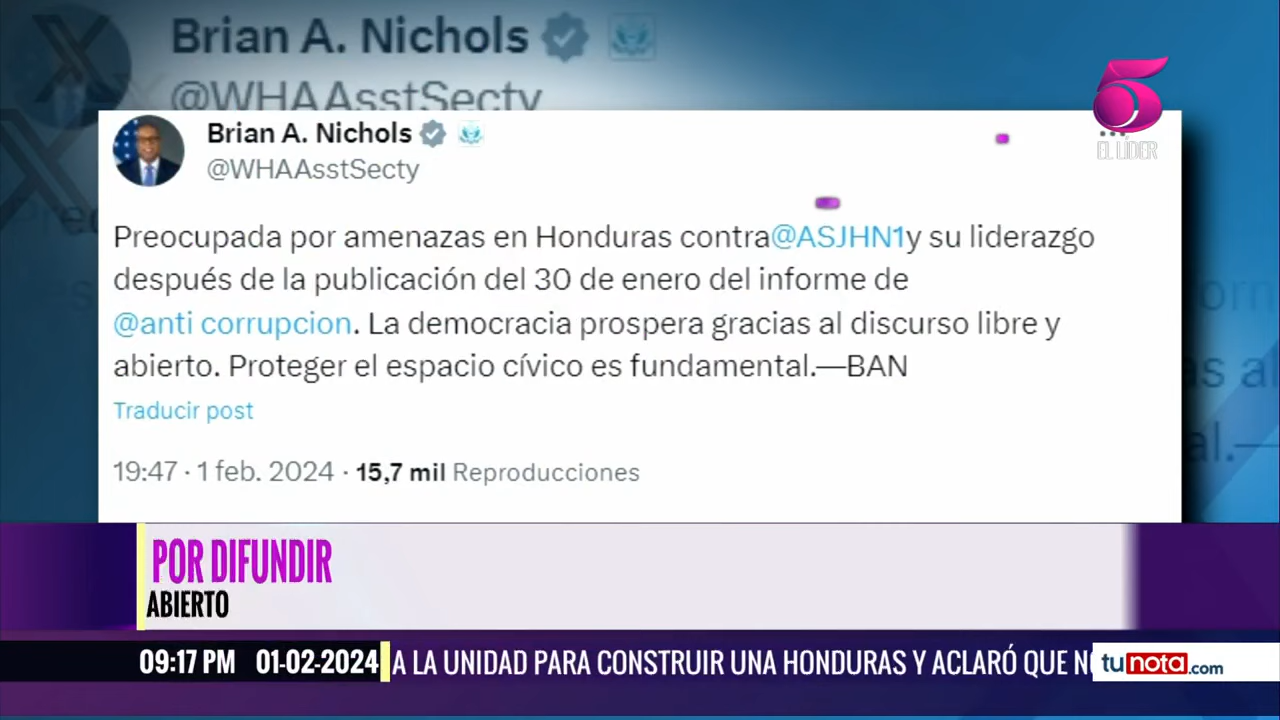 Brian A. Nichols
@WHAAsstSecty
5
EL LÍDER
Brian A. Nichols
@WHAAsstSecty
Preocupada por amenazas en Honduras contra@ASJHN1y su liderazgo
después de la publicación del 30 de enero del informe de
@anti corrupcion. La democracia prospera gracias al discurso libre y
abierto. Proteger el espacio cívico es fundamental.—BAN
Traducir post
19:47 · 1 feb. 2024 · 15,7 mil Reproducciones
POR DIFUNDIR
ABIERTO
09:17 PM 01-02-2024 A LA UNIDAD PARA CONSTRUIR UNA HONDURAS Y ACLARÓ QUE
tunota.com